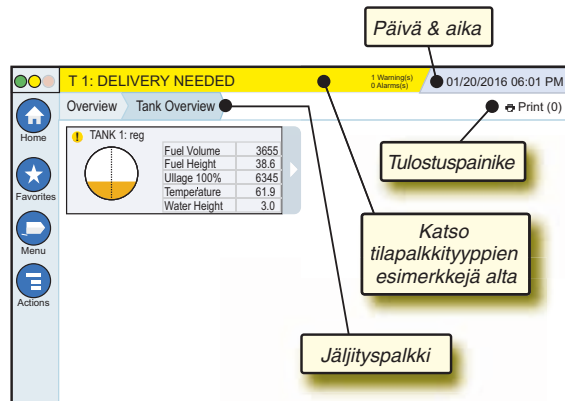 Päivä & aika
T 1: DELIVERY NEEDED
1 Warning(s)
0 Alarms(s)
01/20/2016 06:01 PM
Overview
Tank Overview
Print (0)
Home
Favorites
Menu
Actions
! TANK 1: reg
Fuel Volume 3655
Fuel Height 38.6
Ullage 100% 6345
Temperature 61.9
Water Height 3.0
Tulostuspainike
Katso
tilapalkkityyppien
esimerkkejä alta
Jäljityspalkki